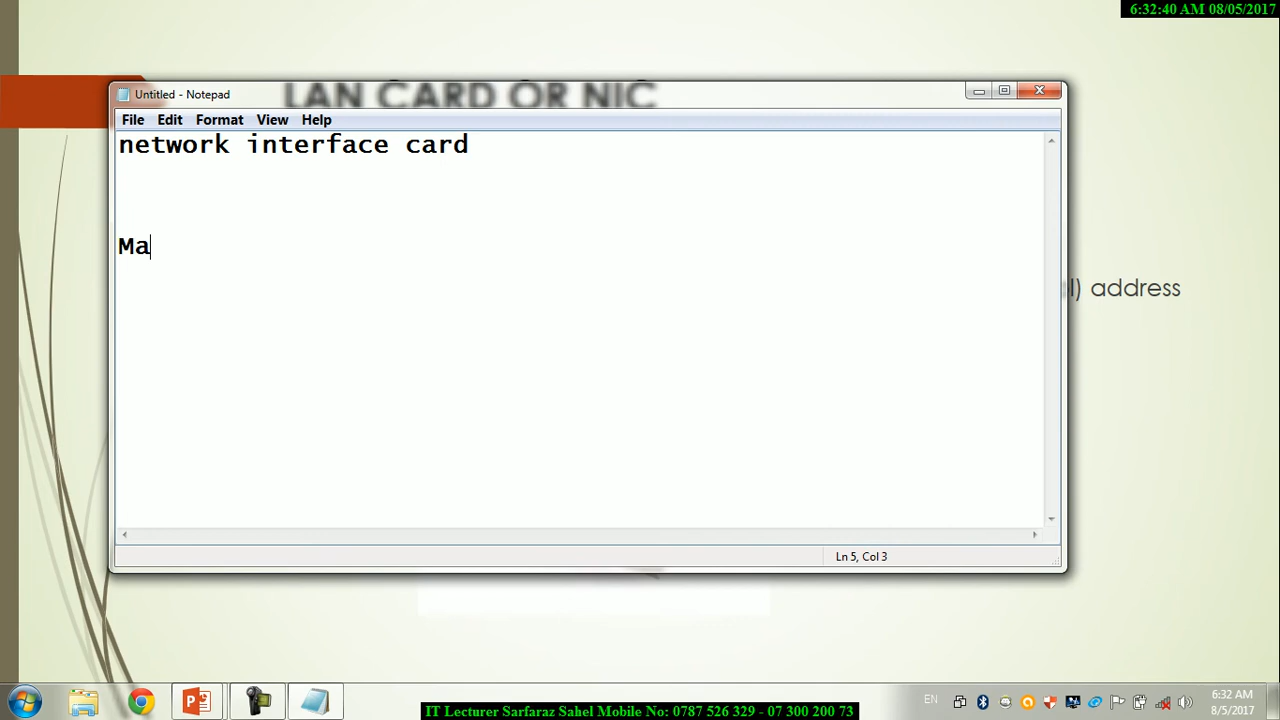 6:32:40 AM 08/05/2017
LAN CARD OR NIC
Untitled - Notepad
File Edit Format View Help
network interface card
Ma
l) address
Ln 5, Col 3
EN
6:32 AM
8/5/2017
IT Lecturer Sarfaraz Sahel Mobile No: 0787 526 329 - 07 300 200 73